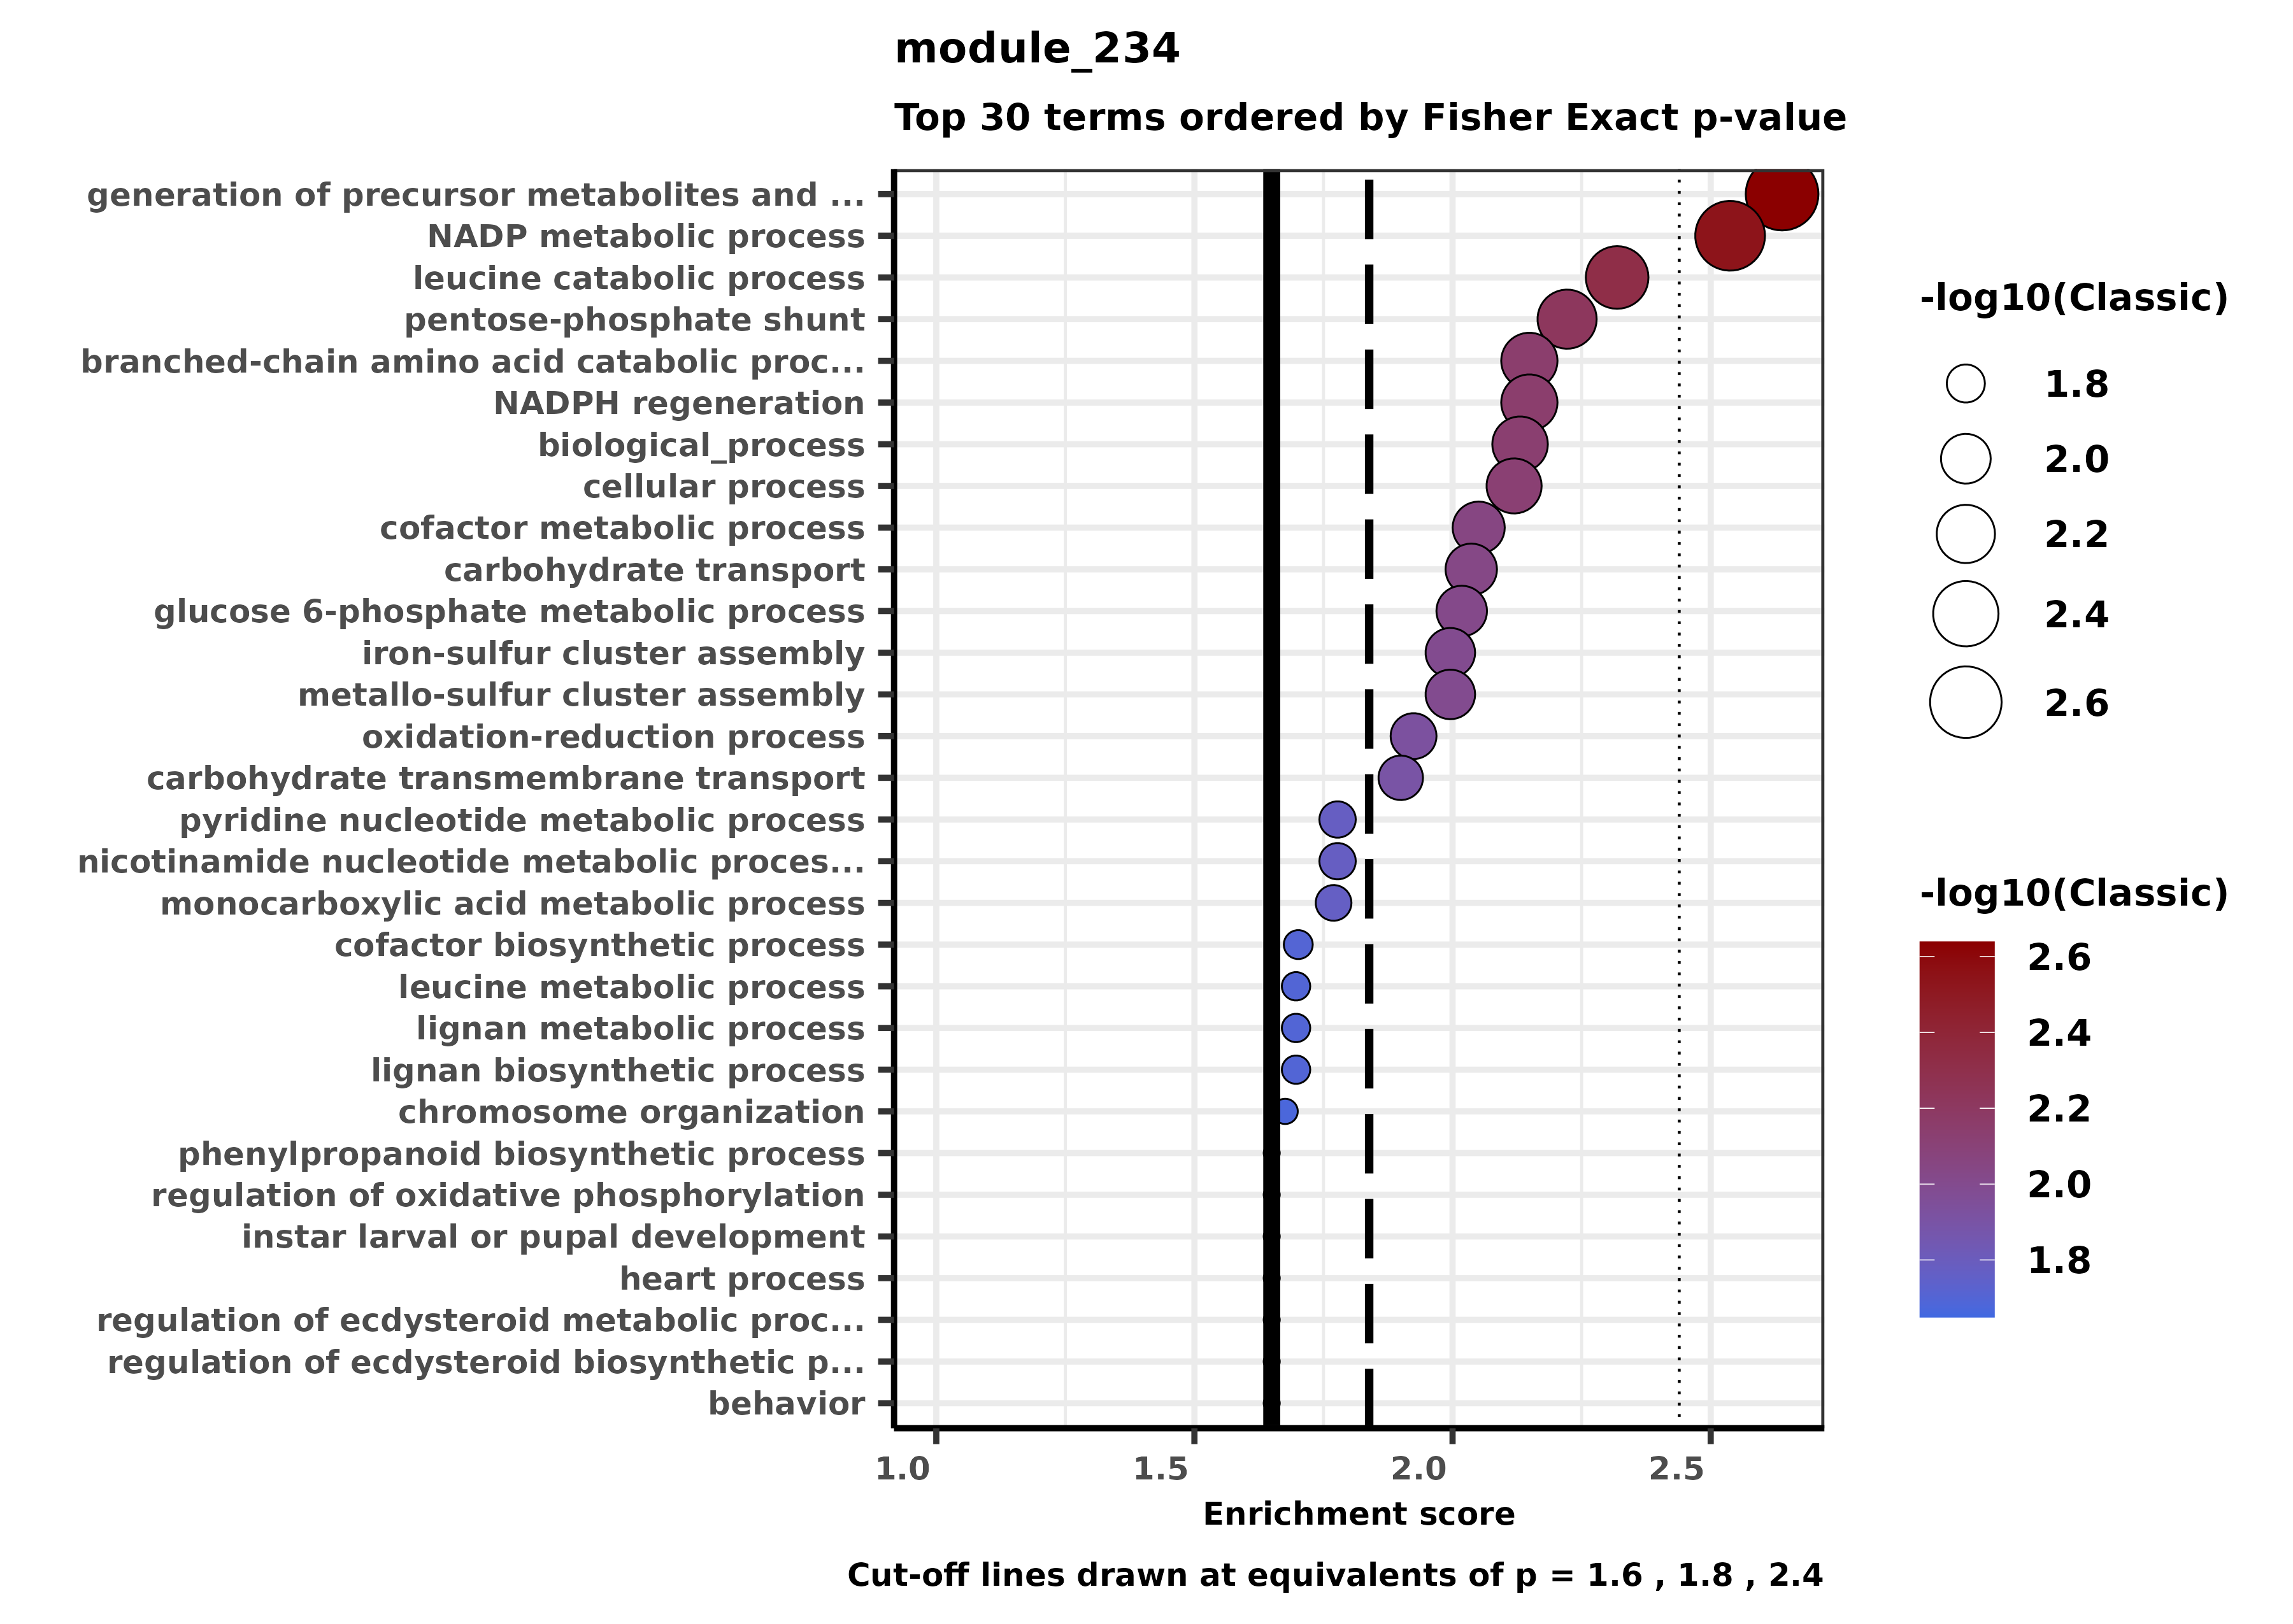 module_234
Top 30 terms ordered by Fisher Exact p-value
generation of precursor metabolites and ...
NADP metabolic process
leucine catabolic process
pentose-phosphate shunt
branched-chain amino acid catabolic proc...
NADPH regeneration
biological_process
cellular process
cofactor metabolic process
carbohydrate transport
glucose 6-phosphate metabolic process
iron-sulfur cluster assembly
metallo-sulfur cluster assembly
oxidation-reduction process
carbohydrate transmembrane transport
pyridine nucleotide metabolic process
nicotinamide nucleotide metabolic proces...
monocarboxylic acid metabolic process
cofactor biosynthetic process
leucine metabolic process
lignan metabolic process
lignan biosynthetic process
chromosome organization
phenylpropanoid biosynthetic process
regulation of oxidative phosphorylation
instar larval or pupal development
heart process
regulation of ecdysteroid metabolic proc...
regulation of ecdysteroid biosynthetic p...
behavior
1.0 1.5 2.0 2.5
Enrichment score
Cut-off lines drawn at equivalents of p = 1.6 , 1.8 , 2.4
-log10(Classic)
1.8
2.0
2.2
2.4
2.6
-log10(Classic)
2.6
2.4
2.2
2.0
1.8